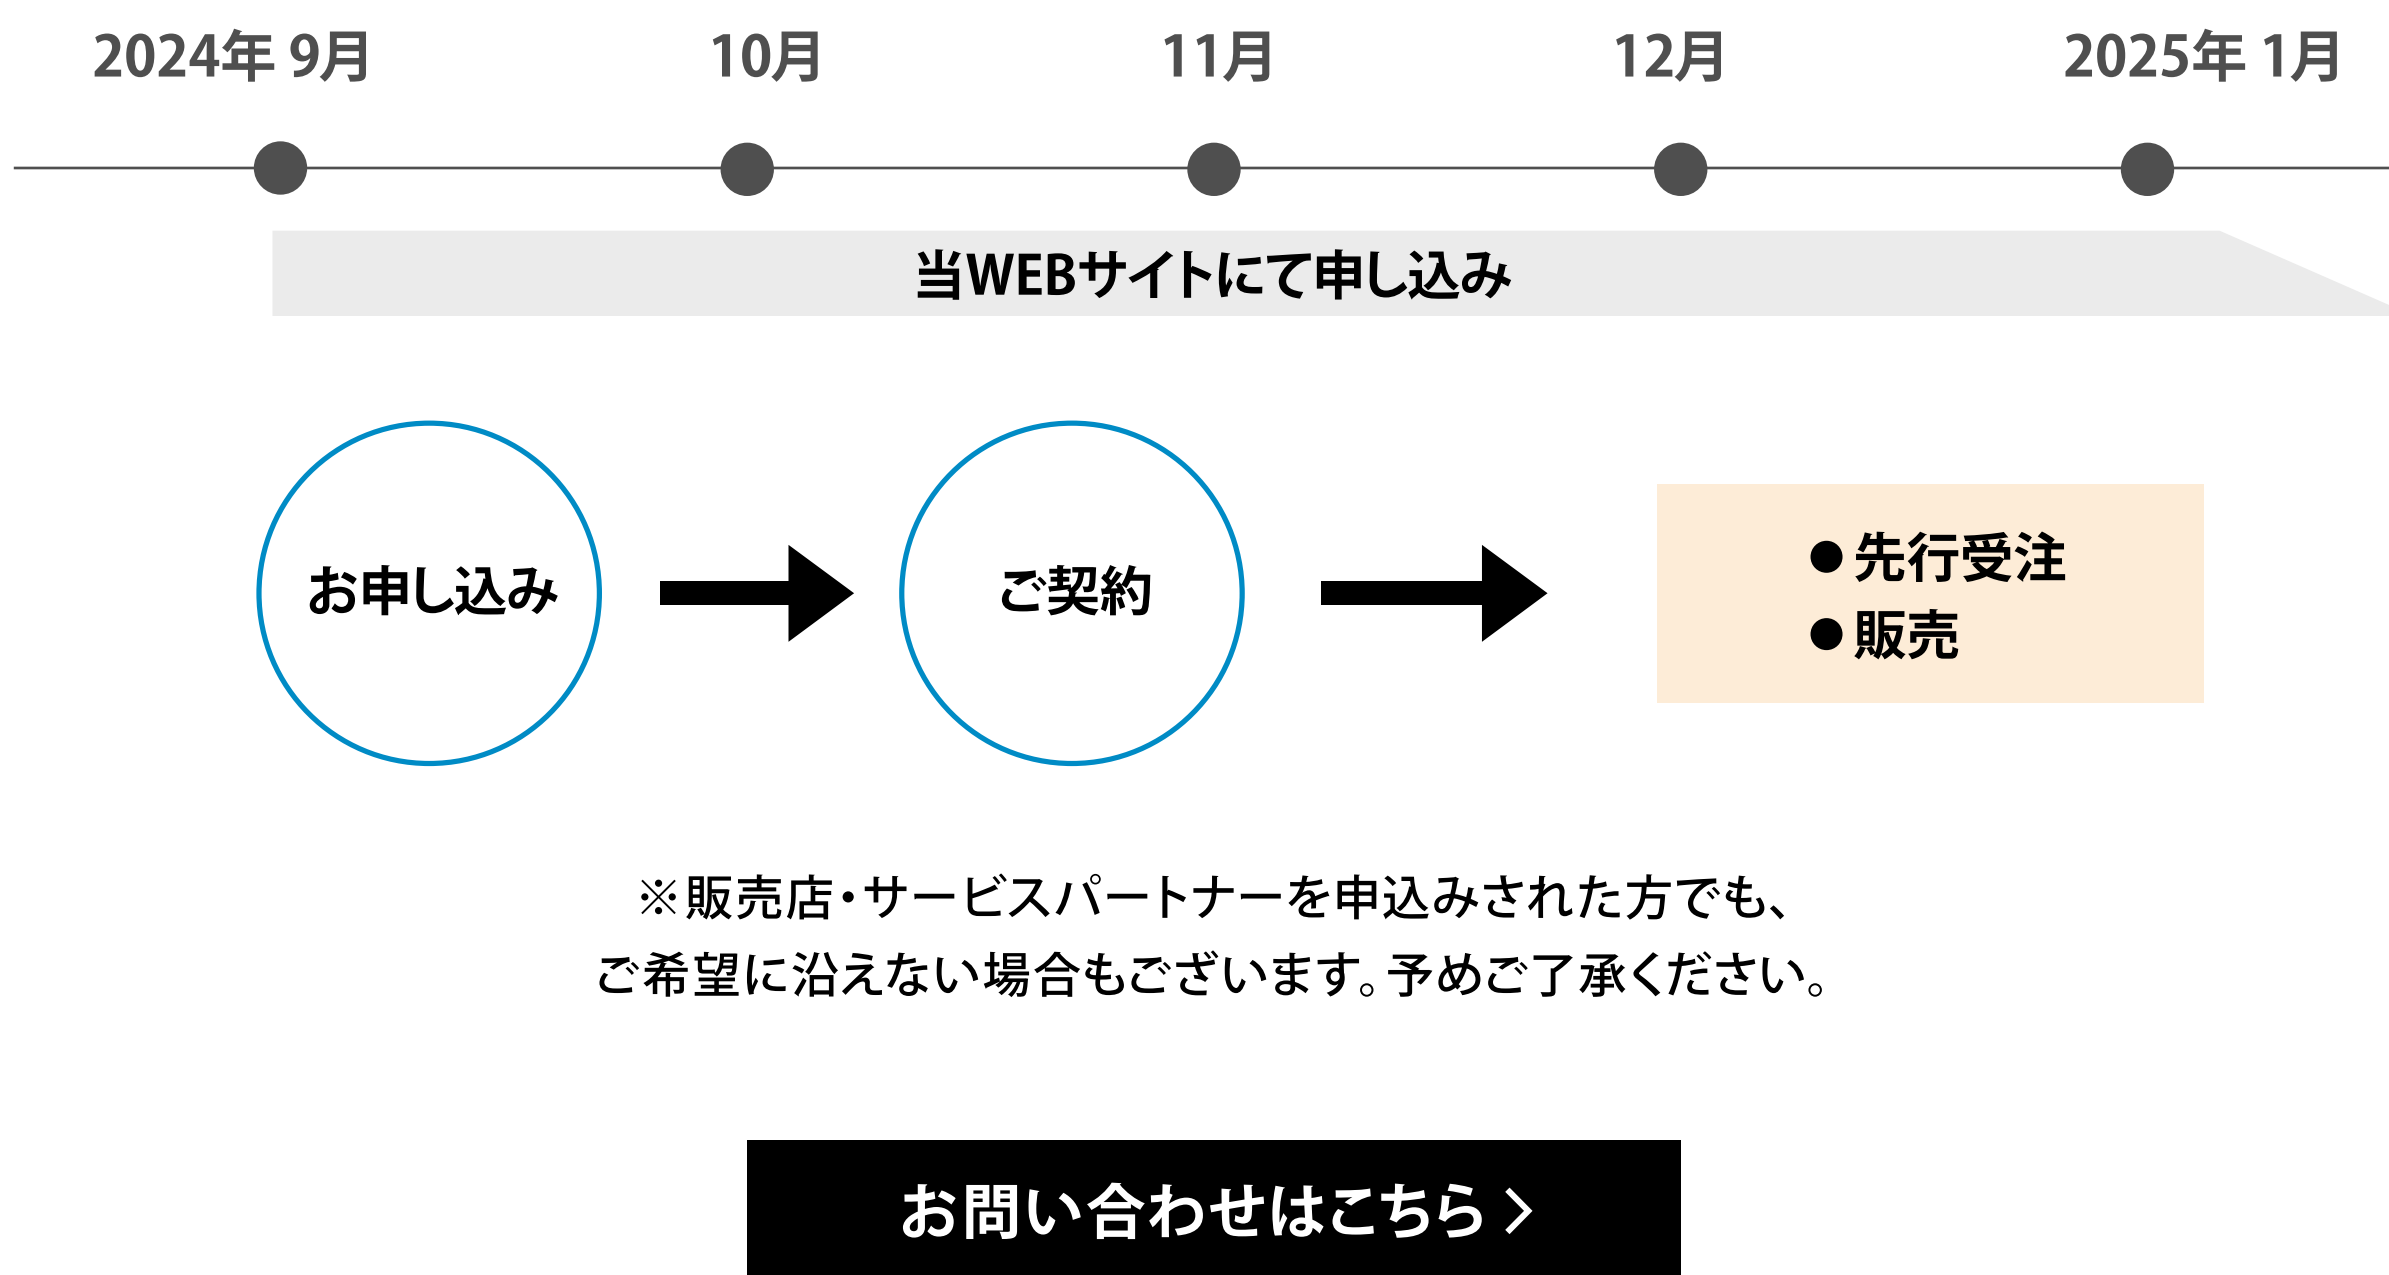 2024年 9月 10月 11月 12月 2025年 1月
当WEBサイトにて申し込み
お申し込み
ご契約
●先行受注
●販売
※販売店・サービスパートナーを申込みされた方でも、
ご希望に沿えない場合もございます。予めご了承ください。
お問い合わせはこちら >